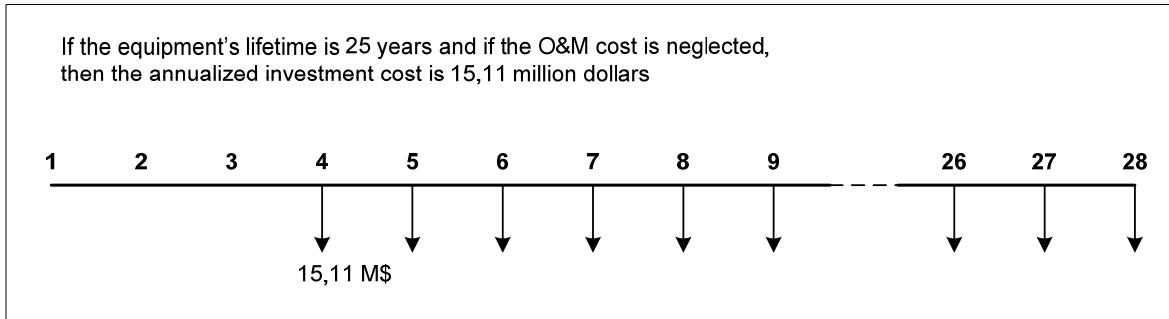 If the equipment's lifetime is 25 years and if the O&M cost is neglected,
then the annualized investment cost is 15,11 million dollars
1 2 3 4 5 6 7 8 9 26 27 28
15,11 M$